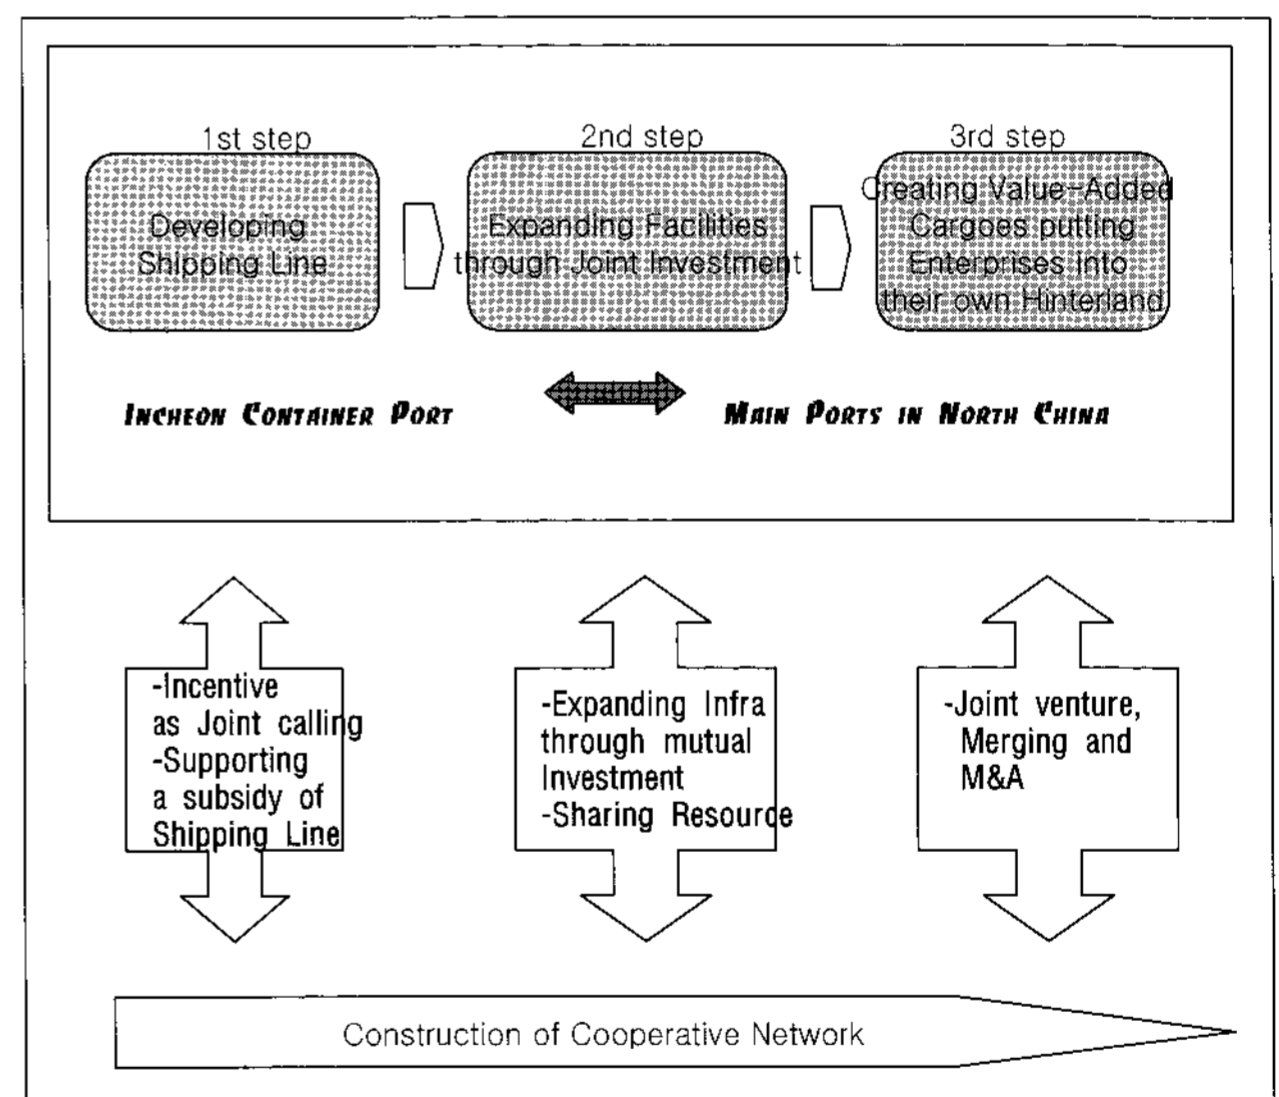 1st step
Developing
Shipping Line
2nd step
Expanding Facilities
through Joint Investment
3rd step
Creating Value-Added
Cargoes putting
Enterprises into
their own Hinterland
INCHEON CONTAINER PORT
MAIN PORTS IN NORTH CHINA
-Incentive
as Joint calling
-Supporting
a subsidy of
Shipping Line
-Expanding Infra
through mutual
Investment
-Sharing Resource
-Joint venture,
Merging and
M&A
Construction of Cooperative Network